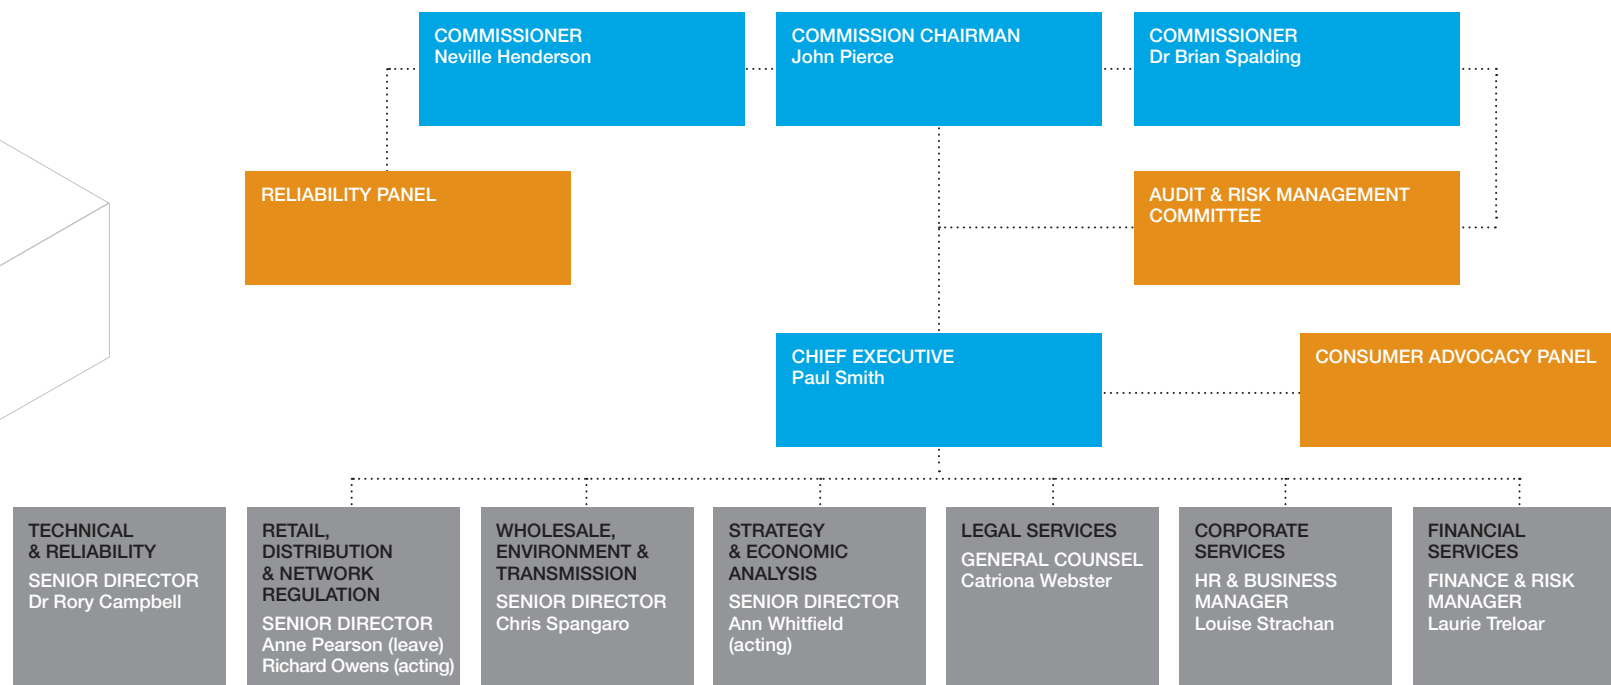 COMMISSIONER
Neville Henderson
COMMISSION CHAIRMAN
John Pierce
COMMISSIONER
Dr Brian Spalding
RELIABILITY PANEL
AUDIT & RISK MANAGEMENT
COMMITTEE
CHIEF EXECUTIVE
Paul Smith
CONSUMER ADVOCACY PANEL
TECHNICAL
& RELIABILITY
SENIOR DIRECTOR
Dr Rory Campbell
RETAIL,
DISTRIBUTION
& NETWORK
REGULATION
SENIOR DIRECTOR
Anne Pearson (leave)
Richard Owens (acting)
WHOLESALE,
ENVIRONMENT &
TRANSMISSION
SENIOR DIRECTOR
Chris Spangaro
STRATEGY
& ECONOMIC
ANALYSIS
SENIOR DIRECTOR
Ann Whitfield
(acting)
LEGAL SERVICES
GENERAL COUNSEL
Catriona Webster
CORPORATE
SERVICES
HR & BUSINESS
MANAGER
Louise Strachan
FINANCIAL
SERVICES
FINANCE & RISK
MANAGER
Laurie Treloar